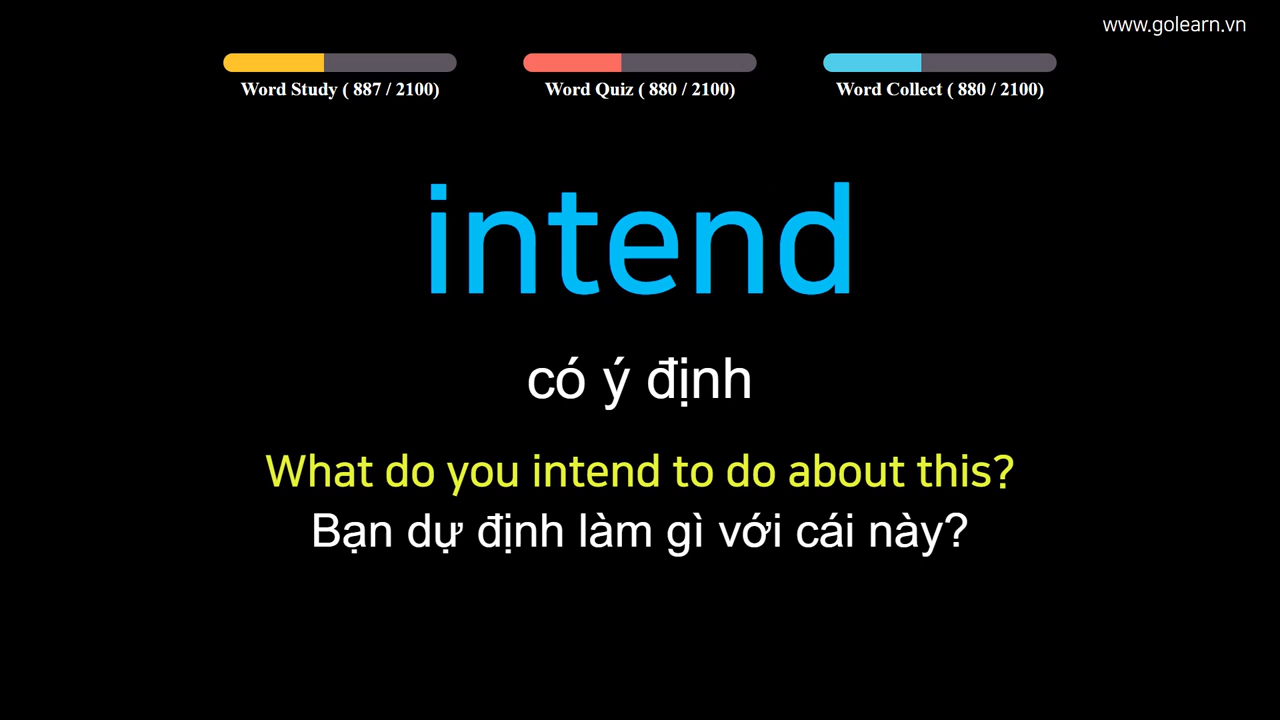 www.golearn.vn
Word Study ( 887 / 2100)
Word Quiz ( 880 / 2100)
Word Collect ( 880 / 2100)
intend
có ý định
What do you intend to do about this?
Bạn dự định làm gì với cái này?